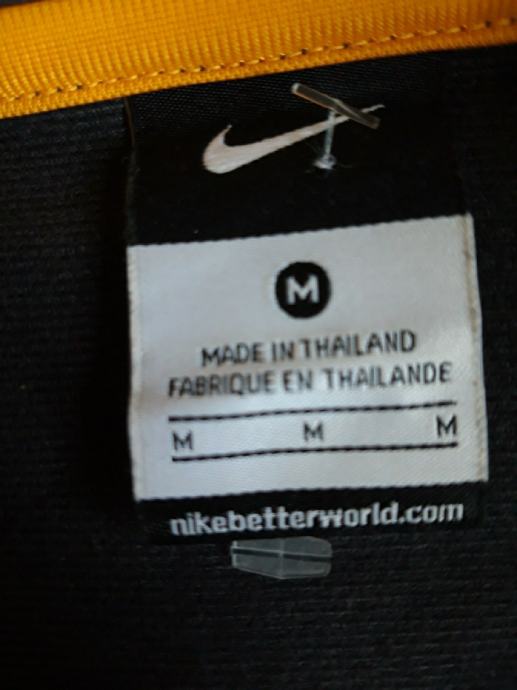 M
MADE IN THAILAND
FABRIQUE EN THAILANDE
M M M
nikebetterworld.com